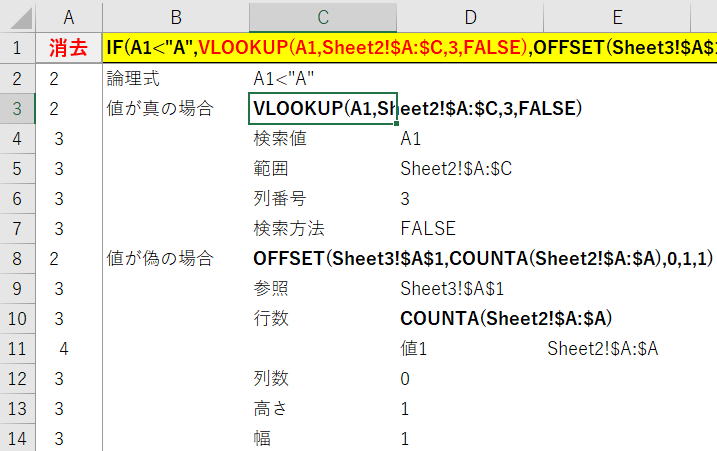 A B C D E
1 消去 IF(A1<"A",VLOOKUP(A1,Sheet2!$A:$C,3,FALSE),OFFSET(Sheet3!$A$1
2 2 論理式 A1<"A"
3 2 値が真の場合 VLOOKUP(A1,Sheet2!$A:$C,3,FALSE)
4 3 検索値 A1
5 3 範囲 Sheet2!$A:$C
6 3 列番号 3
7 3 検索方法 FALSE
8 2 値が偽の場合 OFFSET(Sheet3!$A$1,COUNTA(Sheet2!$A:$A),0,1,1)
9 3 参照 Sheet3!$A$1
10 3 行数 COUNTA(Sheet2!$A:$A)
11 4 値1 Sheet2!$A:$A
12 3 列数 0
13 3 高さ 1
14 3 幅 1